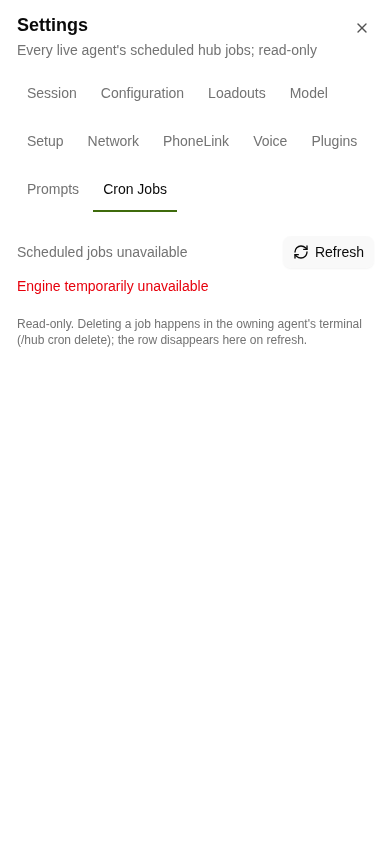 Settings
Every live agent's scheduled hub jobs; read-only
Session Configuration Loadouts Model
Setup Network PhoneLink Voice Plugins
Prompts Cron Jobs
Scheduled jobs unavailable Refresh
Engine temporarily unavailable
Read-only. Deleting a job happens in the owning agent's terminal
(/hub cron delete); the row disappears here on refresh.